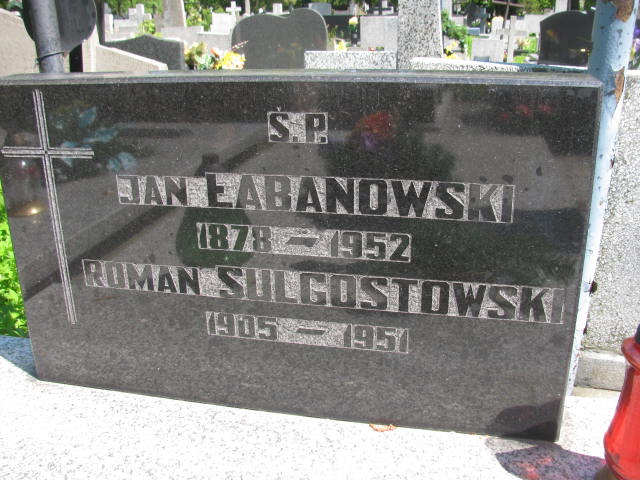 Ś.P.
JAN ŁABANOWSKI
1878 – 1952
ROMAN SULGOSTOWSKI
1905 – 1951